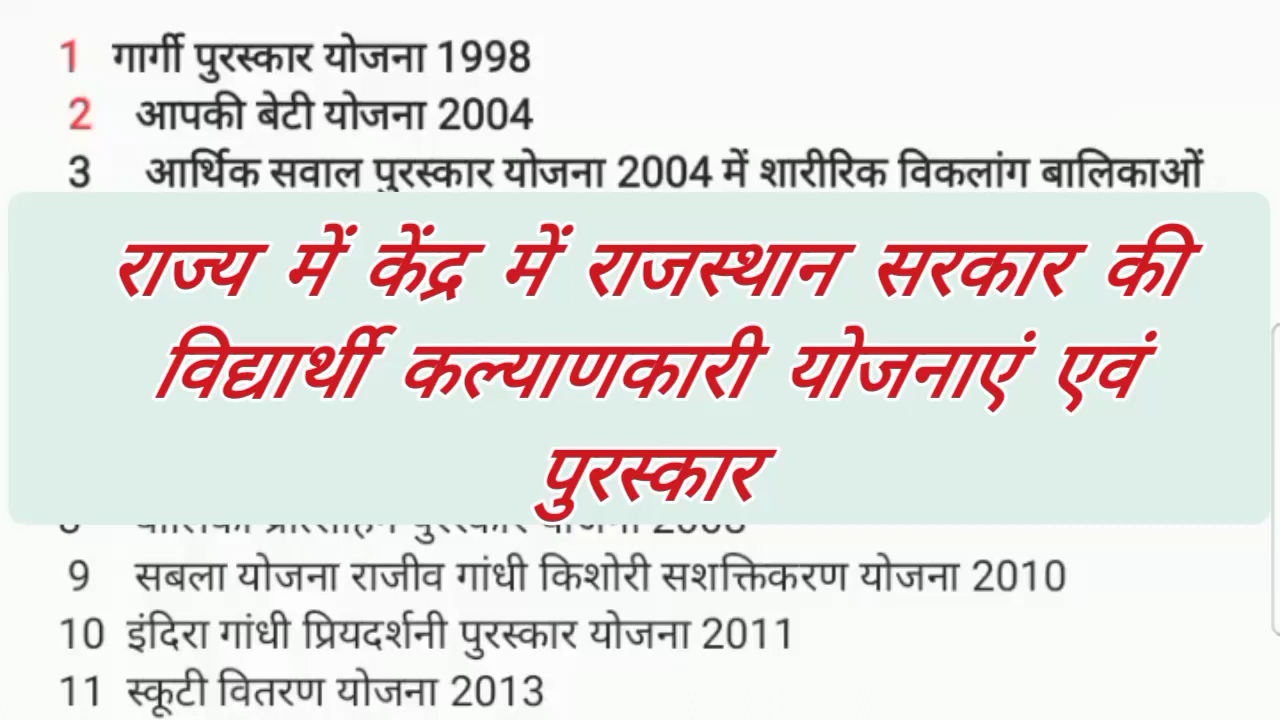 1 गार्गी पुरस्कार योजना 1998
2 आपकी बेटी योजना 2004
3 आर्थिक सवाल पुरस्कार योजना 2004 में शारीरिक विकलांग बालिकाओं
राज्य में केंद्र में राजस्थान सरकार की
विद्यार्थी कल्याणकारी योजनाएं एवं
पुरस्कार
पुरस्कार योजना
9 सबला योजना राजीव गांधी किशोरी सशक्तिकरण योजना 2010
10 इंदिरा गांधी प्रियदर्शनी पुरस्कार योजना 2011
11 स्कूटी वितरण योजना 2013